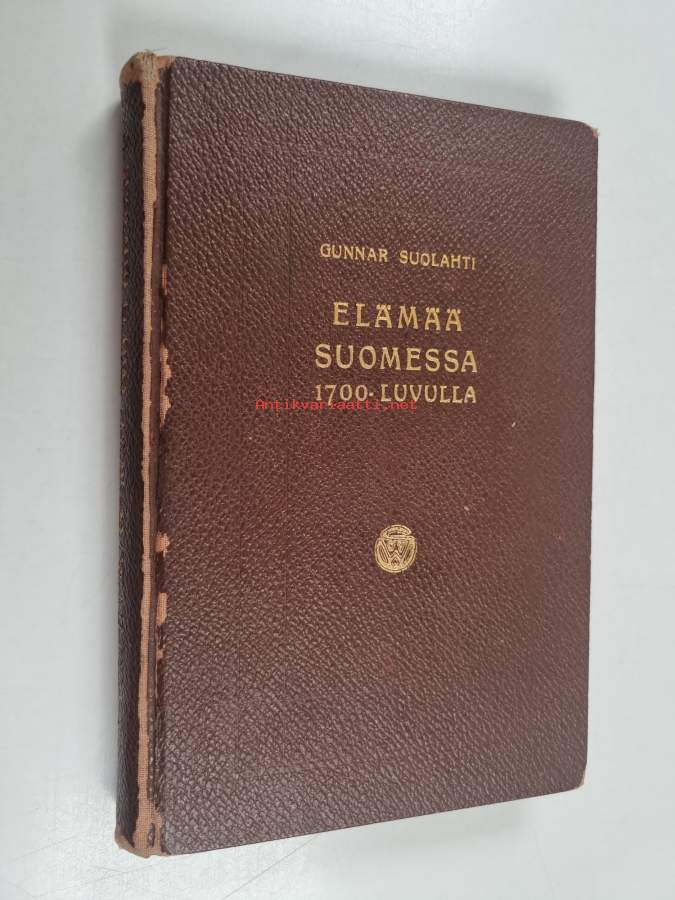 GUNNAR SUOLAHTI
ELÄMÄÄ
SUOMESSA
1700-LUVULLA
Antikvariaatti.net